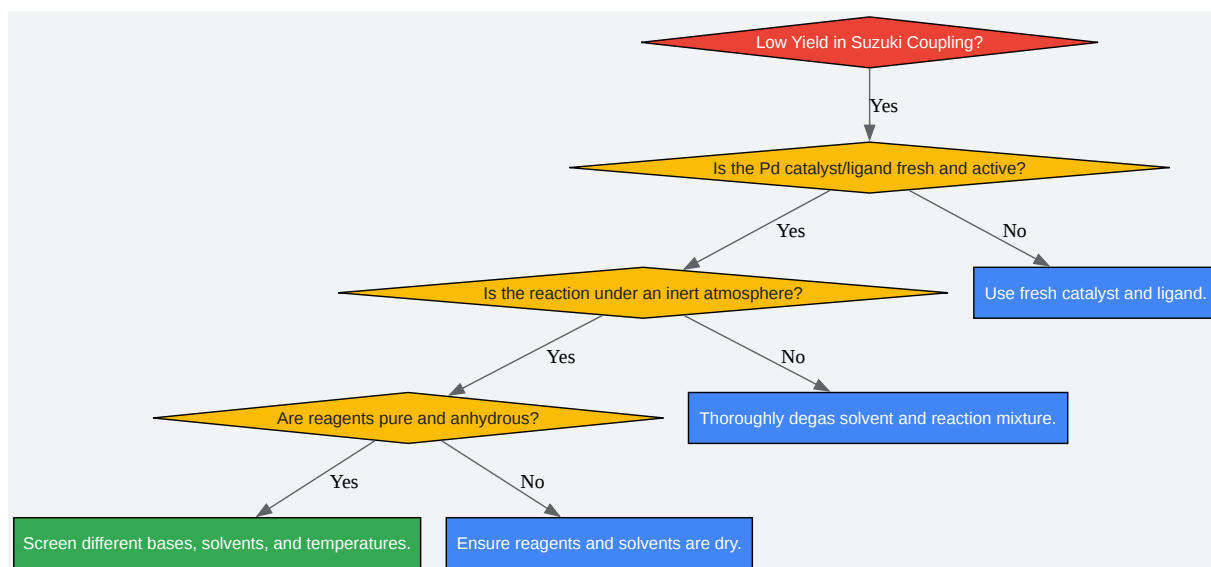 Low Yield in Suzuki Coupling?
Yes
Is the Pd catalyst/ligand fresh and active?
Yes
No
Is the reaction under an inert atmosphere?
Use fresh catalyst and ligand.
Yes
No
Are reagents pure and anhydrous?
Thoroughly degas solvent and reaction mixture.
Yes
No
Screen different bases, solvents, and temperatures.
Ensure reagents and solvents are dry.